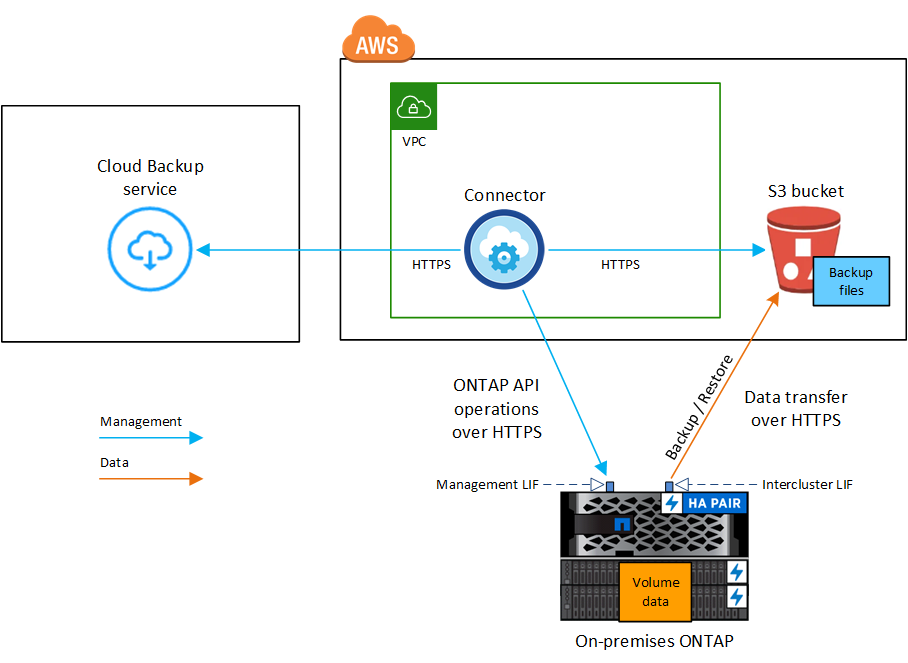 AWS
VPC
Cloud Backup
service
Connector
S3 bucket
HTTPS
HTTPS
Backup
files
ONTAP API
operations
over HTTPS
Backup / Restore
Data transfer
over HTTPS
Management
Data
Management LIF
Intercluster LIF
HA PAIR
Volume
data
On-premises ONTAP